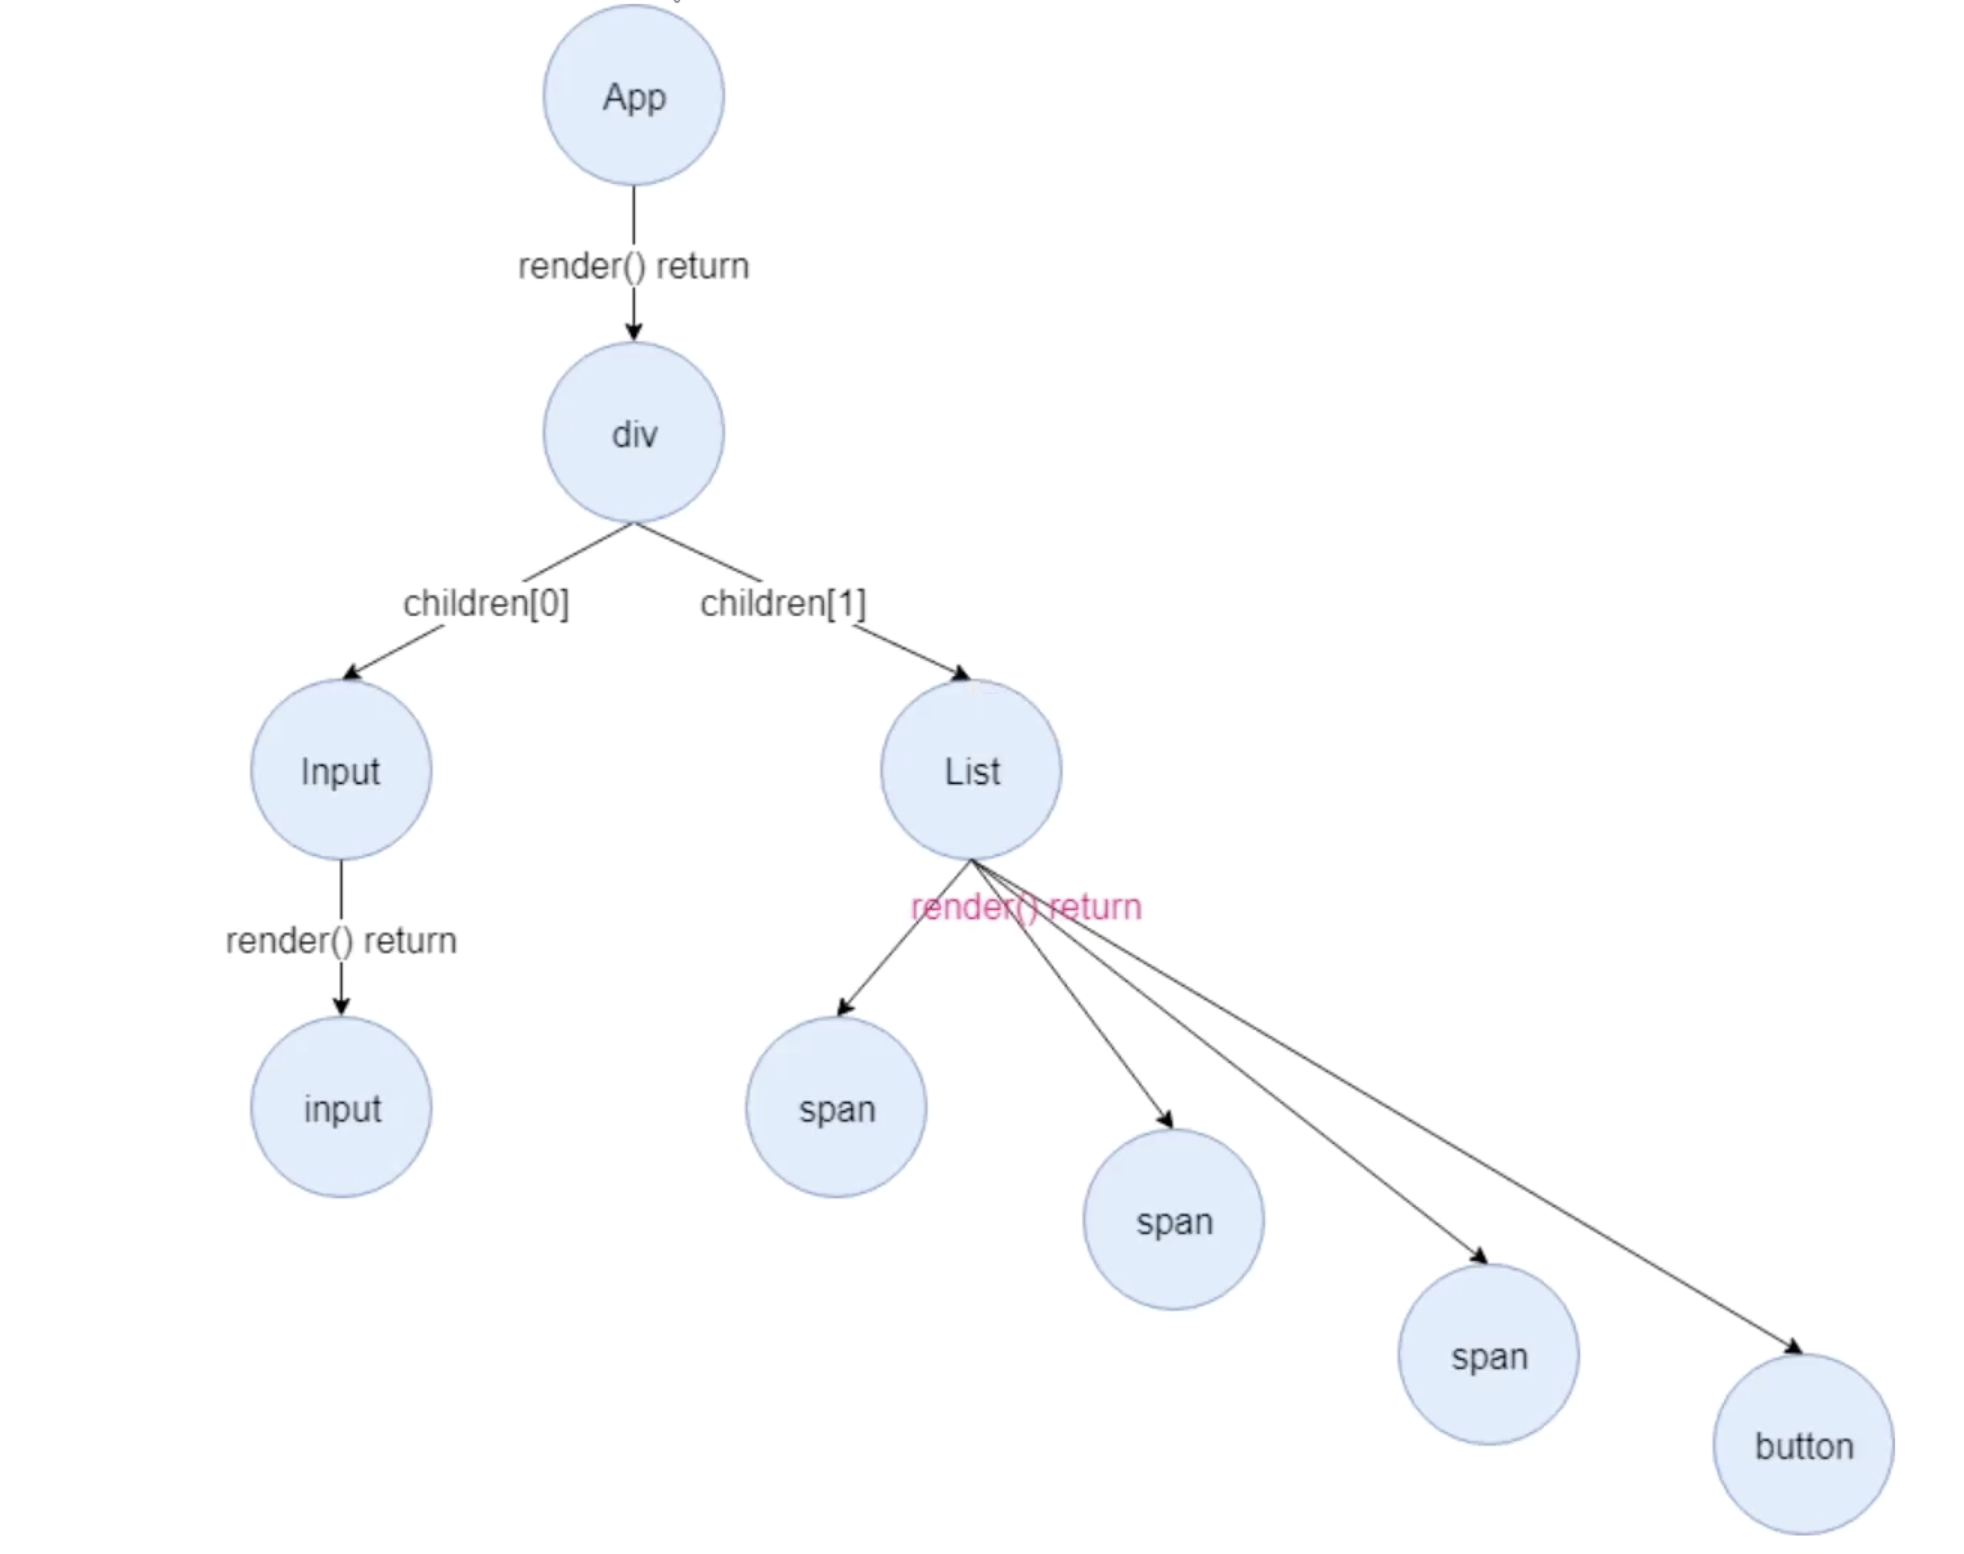 App
render() return
div
children[0]
children[1]
Input
List
render() return
render() return
input
span
span
span
button